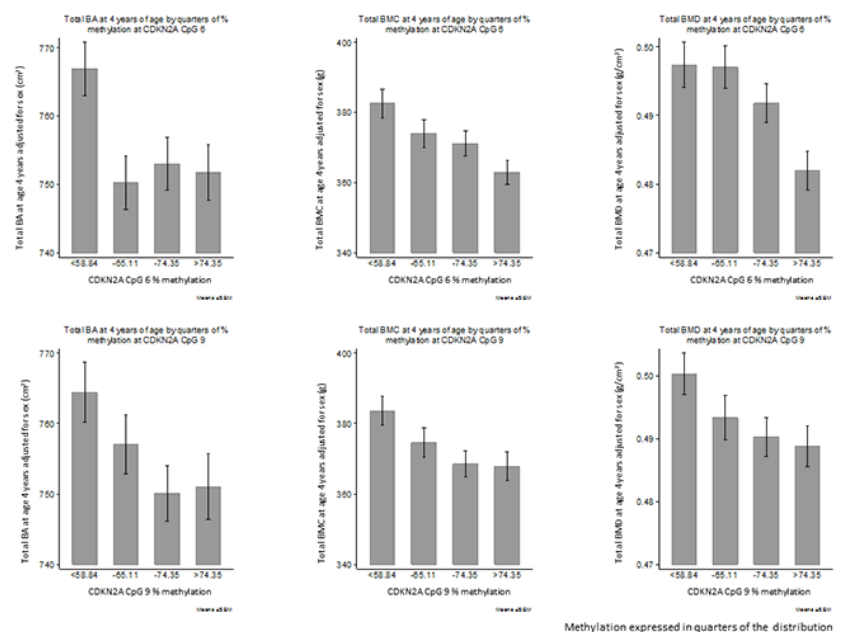 Total BA at 4 years of age by quarters of %
methylation at CDKN2A CpG 6
Total BA at age 4 years adjusted for sex (cm²)
770
760
750
740
<58.84 -65.11 -74.35 >74.35
CDKN2A CpG 6 % methylation
Means ±SEM
Total BMC at 4 years of age by quarters of %
methylation at CDKN2A CpG 6
Total BMC at age 4 years adjusted for sex (g)
400
380
360
340
<58.84 -65.11 -74.35 >74.35
CDKN2A CpG 6 % methylation
Means ±SEM
Total BMD at 4 years of age by quarters of %
methylation at CDKN2A CpG 6
Total BMD at age 4 years adjusted for sex (g/cm²)
0.50
0.49
0.48
0.47
<58.84 -65.11 -74.35 >74.35
CDKN2A CpG 6 % methylation
Means ±SEM
Total BA at 4 years of age by quarters of %
methylation at CDKN2A CpG 9
Total BA at age 4 years adjusted for sex (cm²)
770
760
750
740
<58.84 -65.11 -74.35 >74.35
CDKN2A CpG 9 % methylation
Means ±SEM
Total BMC at 4 years of age by quarters of %
methylation at CDKN2A CpG 9
Total BMC at age 4 years adjusted for sex (g)
400
380
360
340
<58.84 -65.11 -74.35 >74.35
CDKN2A CpG 9 % methylation
Means ±SEM
Total BMD at 4 years of age by quarters of %
methylation at CDKN2A CpG 9
Total BMD at age 4 years adjusted for sex (g/cm²)
0.50
0.49
0.48
0.47
<58.84 -65.11 -74.35 >74.35
CDKN2A CpG 9 % methylation
Means ±SEM
Methylation expressed in quarters of the distribution